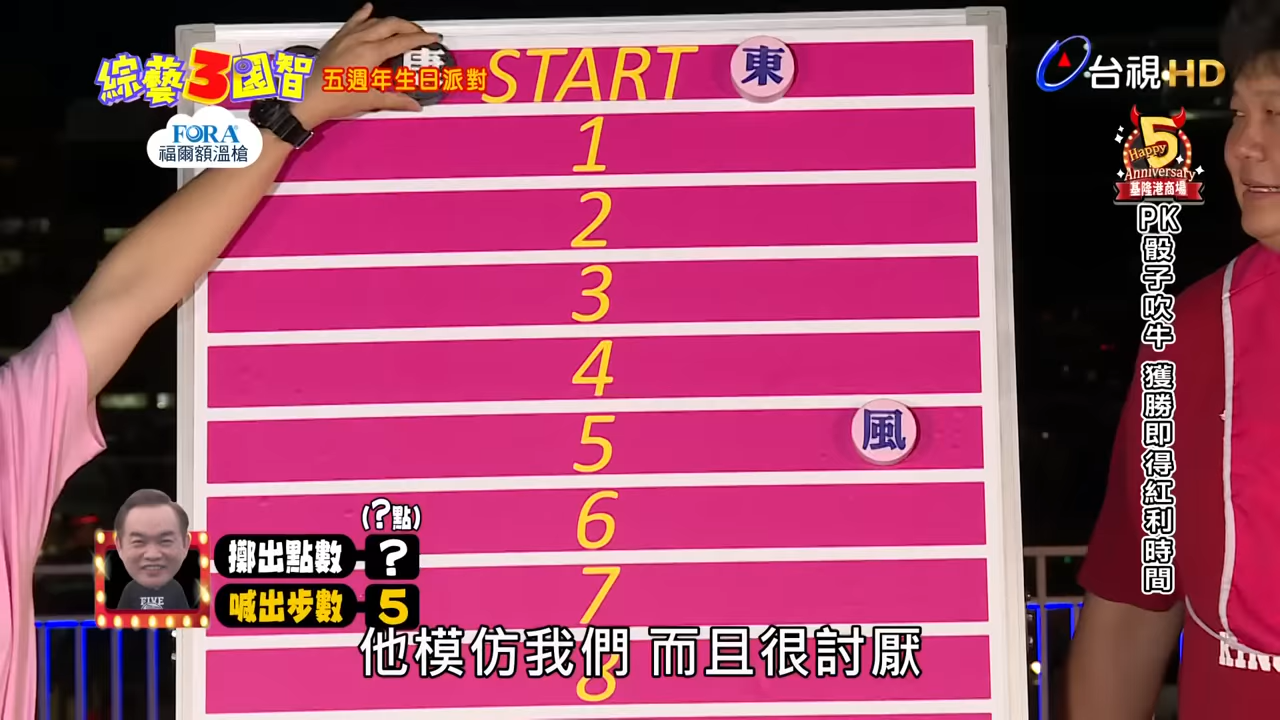 綜藝3國智
五週年生日派對
FORA
福爾額溫槍
台視HD
5
Happy
Anniversary
基隆港商場
PK骰子吹牛 獲勝即得紅利時間
START
東
1
2
3
4
5
風
6
7
8
(?點)
擲出點數 ?
喊出步數 5
FIVE
他模仿我們 而且很討厭